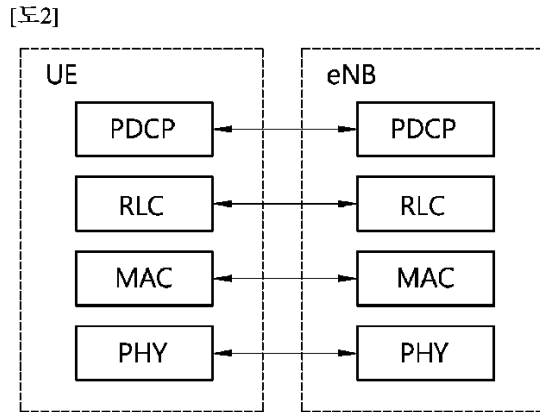 [도2]
UE eNB
PDCP PDCP
RLC RLC
MAC MAC
PHY PHY